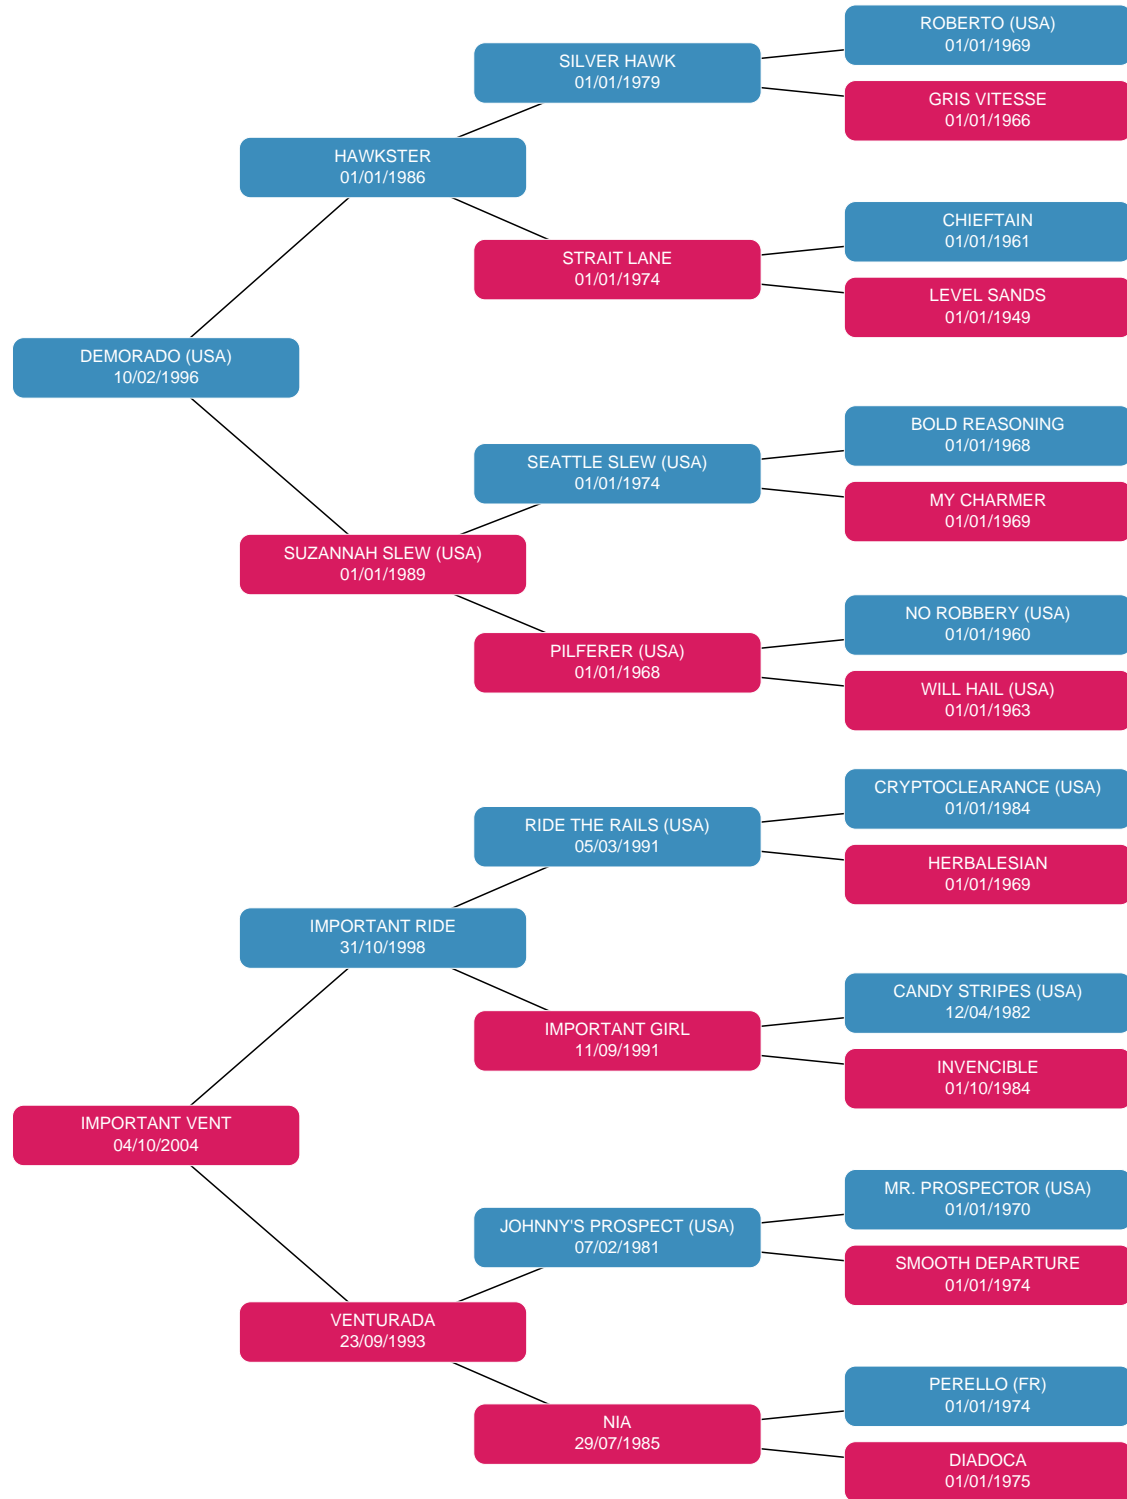 ROBERTO (USA)
01/01/1969
SILVER HAWK
01/01/1979
GRIS VITESSE
01/01/1966
HAWKSTER
01/01/1986
CHIEFTAIN
01/01/1961
STRAIT LANE
01/01/1974
LEVEL SANDS
01/01/1949
DEMORADO (USA)
10/02/1996
BOLD REASONING
01/01/1968
SEATTLE SLEW (USA)
01/01/1974
MY CHARMER
01/01/1969
SUZANNAH SLEW (USA)
01/01/1989
NO ROBBERY (USA)
01/01/1960
PILFERER (USA)
01/01/1968
WILL HAIL (USA)
01/01/1963
CRYPTOCLEARANCE (USA)
01/01/1984
RIDE THE RAILS (USA)
05/03/1991
HERBALESIAN
01/01/1969
IMPORTANT RIDE
31/10/1998
CANDY STRIPES (USA)
12/04/1982
IMPORTANT GIRL
11/09/1991
INVENCIBLE
01/10/1984
IMPORTANT VENT
04/10/2004
MR. PROSPECTOR (USA)
01/01/1970
JOHNNY'S PROSPECT (USA)
07/02/1981
SMOOTH DEPARTURE
01/01/1974
VENTURADA
23/09/1993
PERELLO (FR)
01/01/1974
NIA
29/07/1985
DIADOCA
01/01/1975